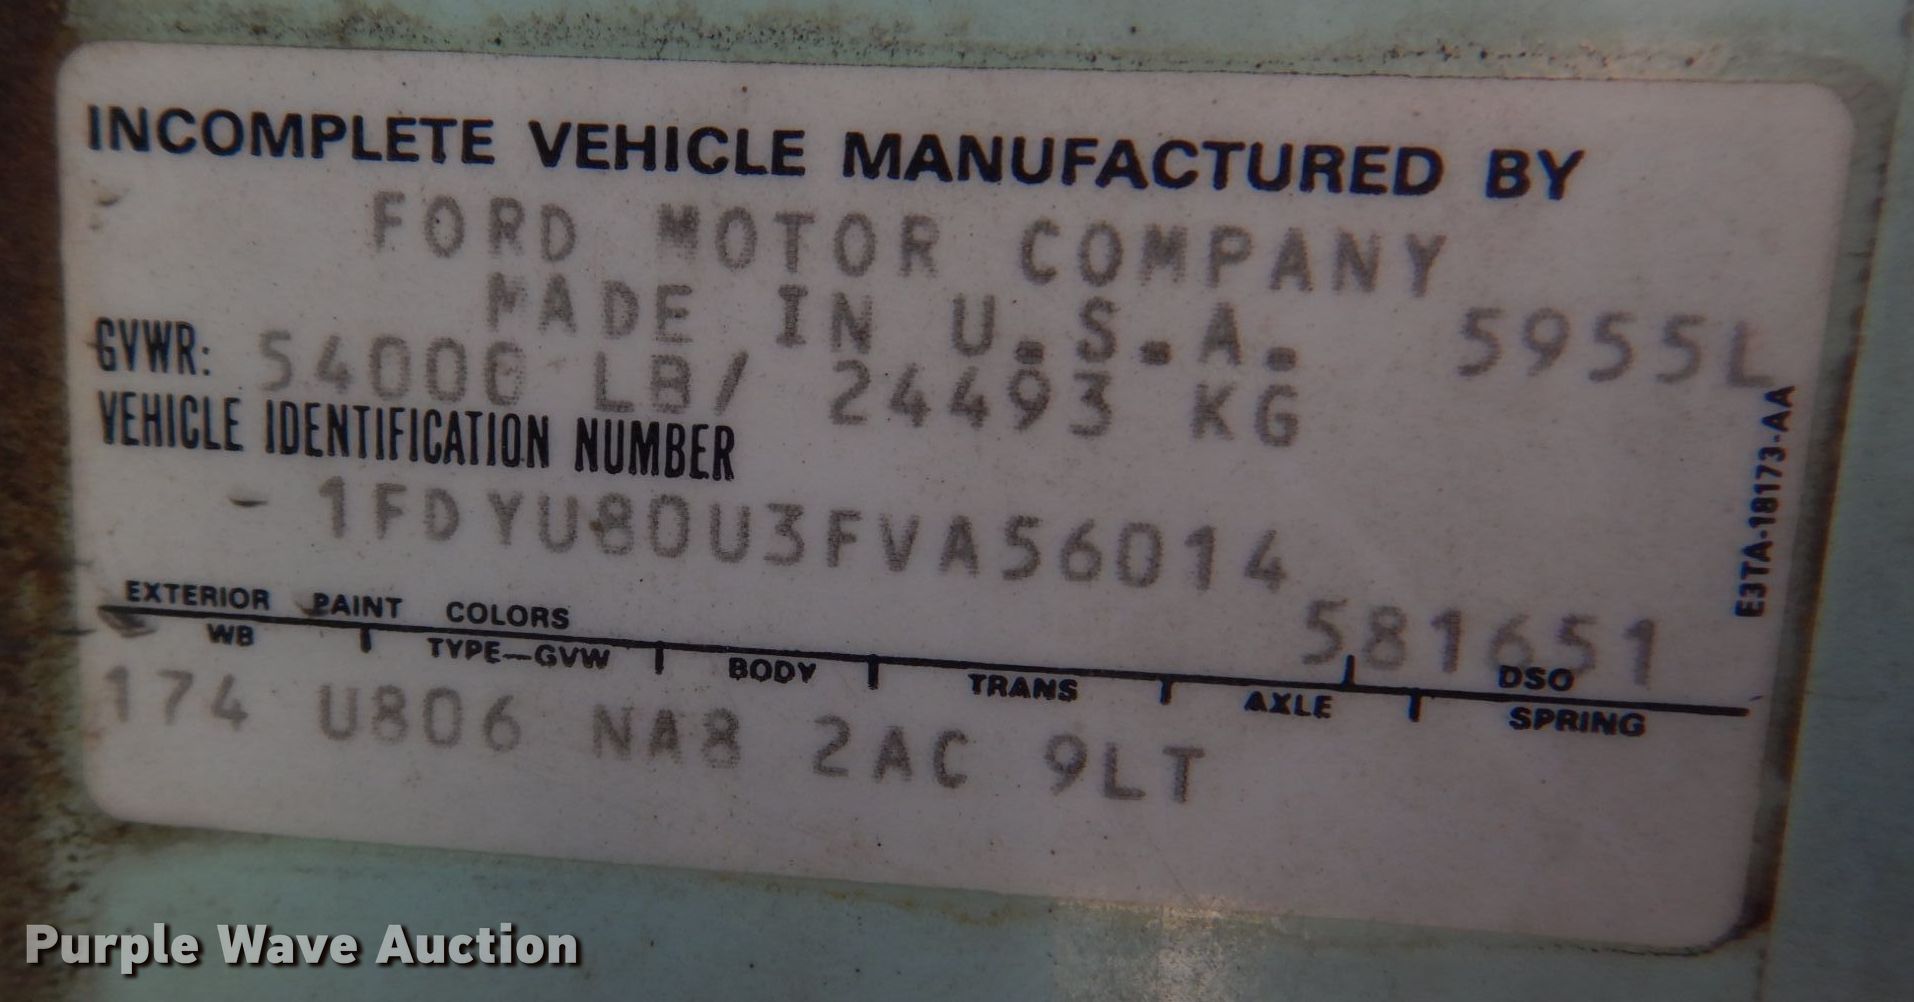 INCOMPLETE VEHICLE MANUFACTURED BY
FORD MOTOR COMPANY
MADE IN U.S.A. 5955L
GVWR: 54000 LB/ 24493 KG
VEHICLE IDENTIFICATION NUMBER
1FDYU80U3FVA56014
E3TA-18173-AA
EXTERIOR PAINT COLORS 581651 DSO
WB TYPE-GVW BODY TRANS AXLE SPRING
174 U806 NA8 2AC 9LT
Purple Wave Auction